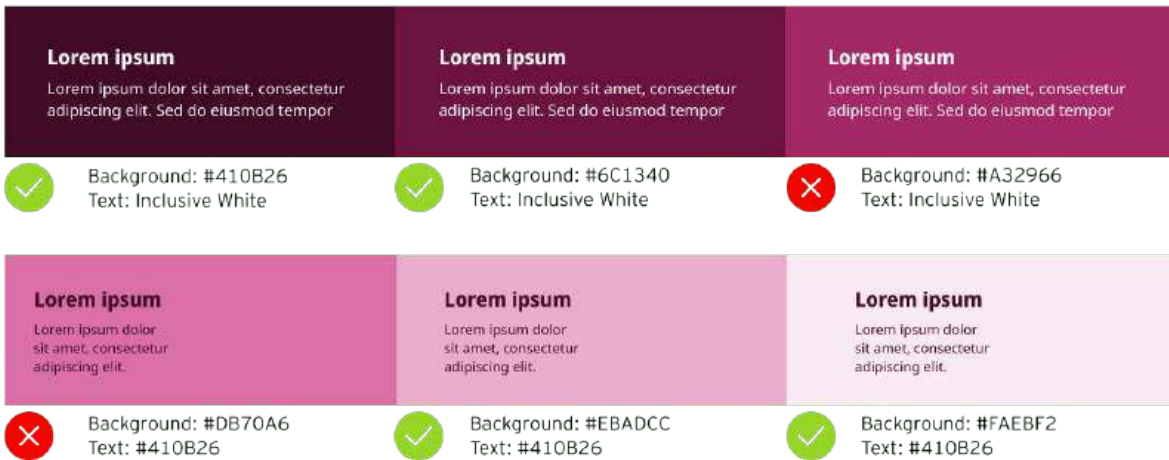 Lorem ipsum
Lorem ipsum dolor sit amet, consectetur
adipiscing elit. Sed do eiusmod tempor
Lorem ipsum
Lorem ipsum dolor sit amet, consectetur
adipiscing elit. Sed do eiusmod tempor
Lorem ipsum
Lorem ipsum dolor sit amet, consectetur
adipiscing elit. Sed do eiusmod tempor
Background: #410B26
Text: Inclusive White
Background: #6C1340
Text: Inclusive White
Background: #A32966
Text: Inclusive White
Lorem ipsum
Lorem ipsum dolor
sit amet, consectetur
adipiscing elit.
Lorem ipsum
Lorem ipsum dolor
sit amet, consectetur
adipiscing elit.
Lorem ipsum
Lorem ipsum dolor
sit amet, consectetur
adipiscing elit.
Background: #DB70A6
Text: #410B26
Background: #EBADCC
Text: #410B26
Background: #FAEBF2
Text: #410B26